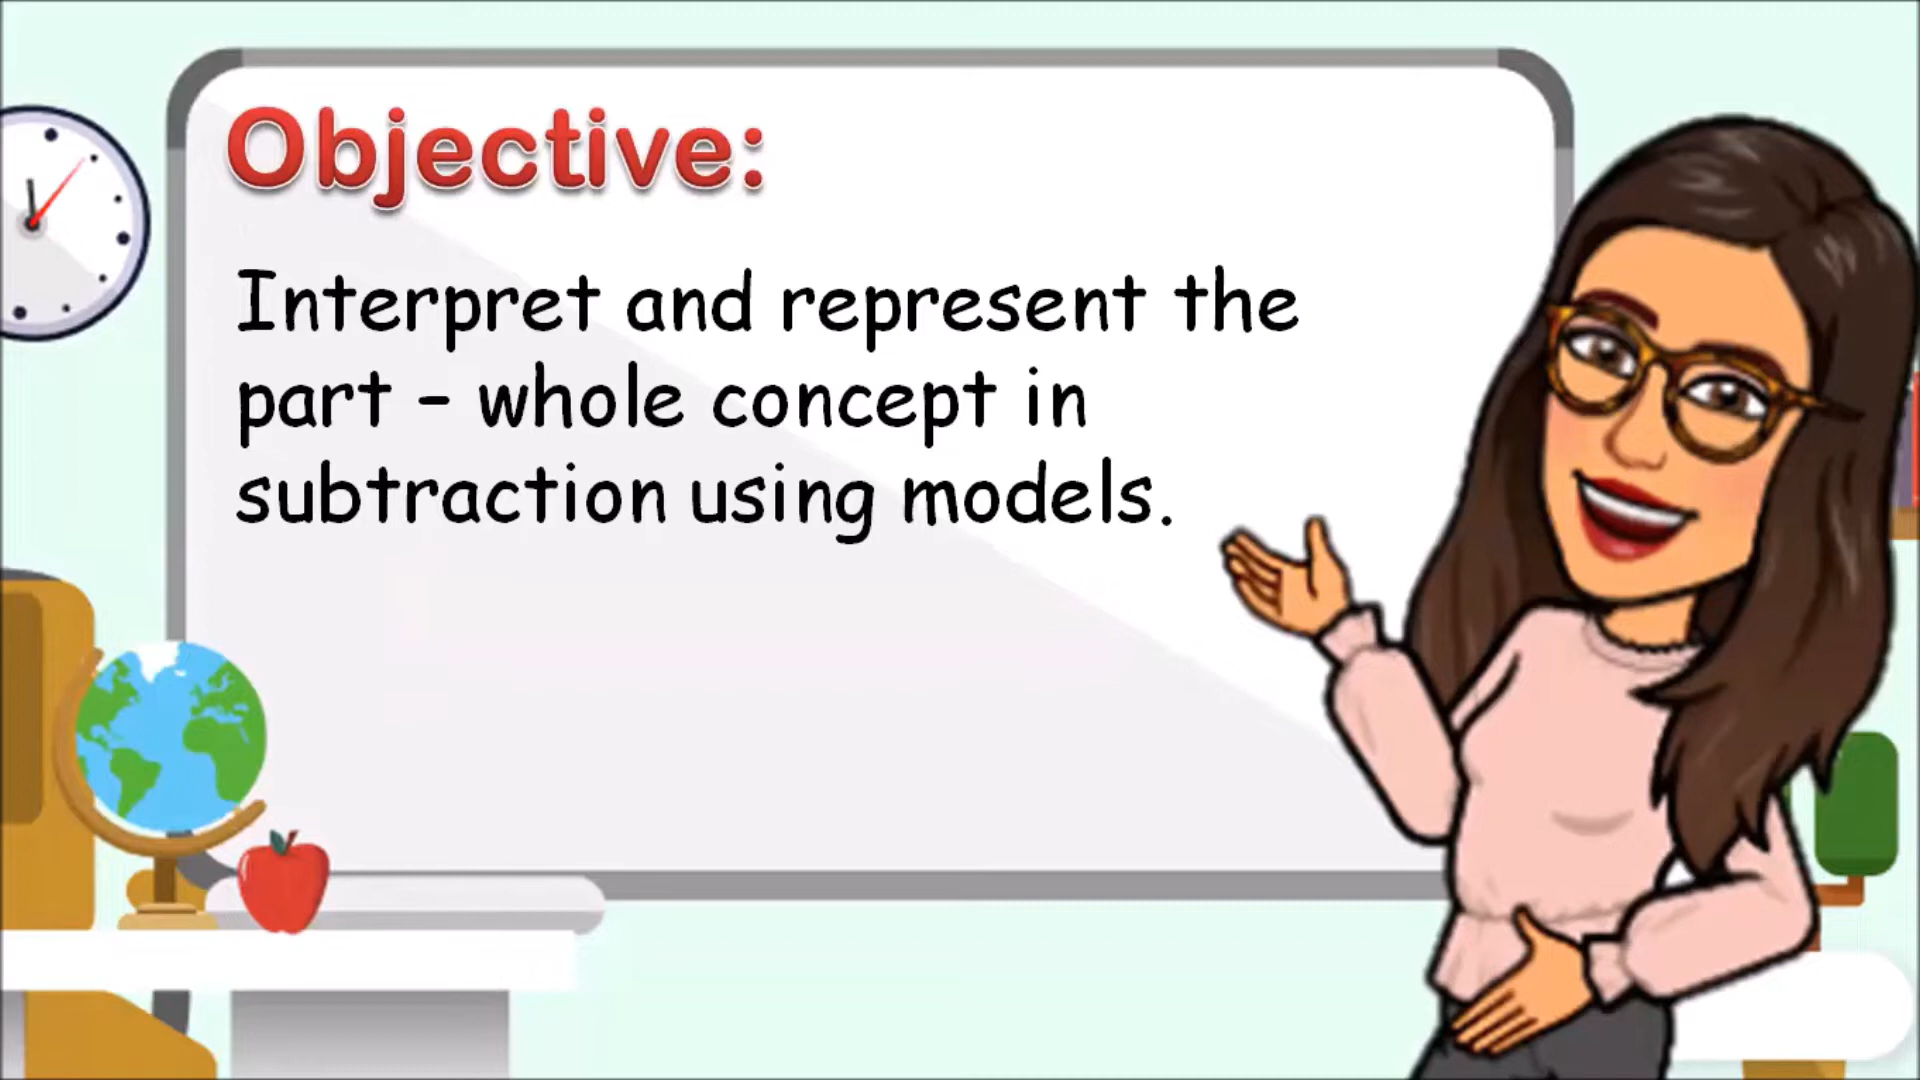 Objective:
Interpret and represent the
part – whole concept in
subtraction using models.